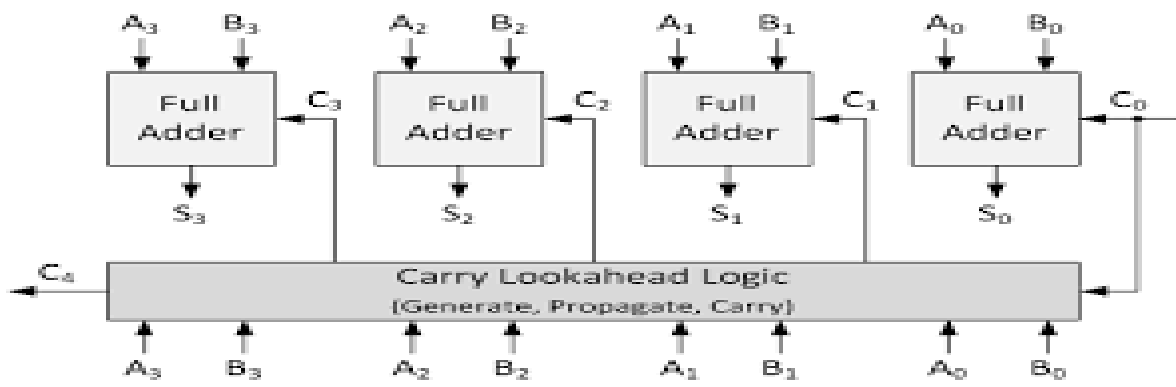 A₃ B₃ A₂ B₂ A₁ B₁ A₀ B₀
Full Adder C₃ Full Adder C₂ Full Adder C₁ Full Adder C₀
S₃ S₂ S₁ S₀
C₄ Carry Lookahead Logic
(Generate, Propagate, Carry)
A₃ B₃ A₂ B₂ A₁ B₁ A₀ B₀